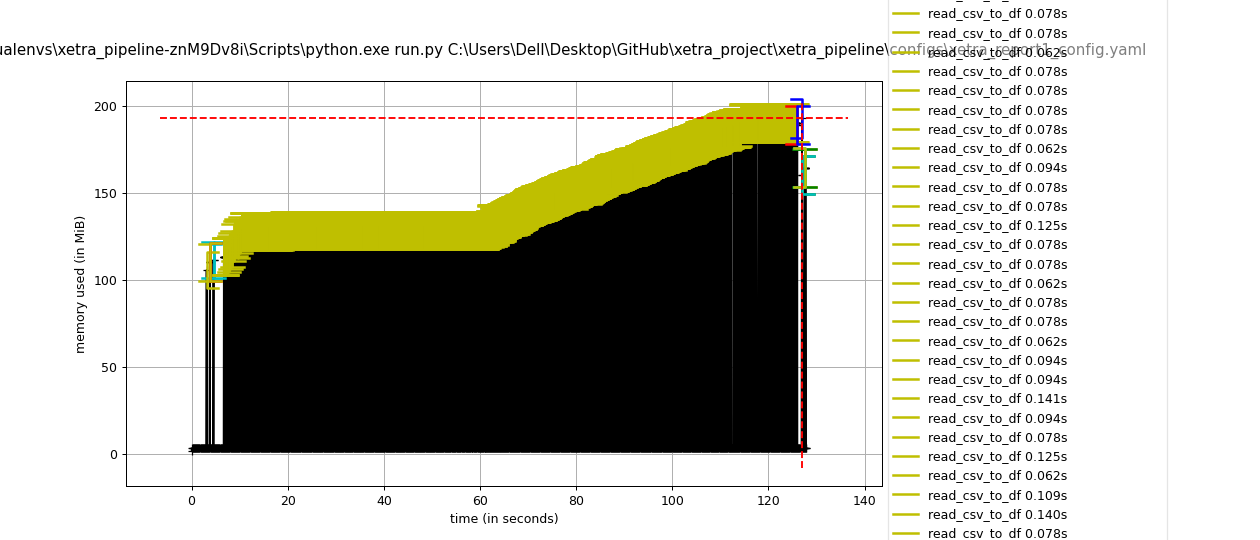 ualenvs\xetra_pipeline-znM9Dv8i\Scripts\python.exe run.py C:\Users\Dell\Desktop\GitHub\xetra_project\xetra_pipeline\configs\xetra_report1_config.yaml
memory used (in MiB)
200
150
100
50
0
0 20 40 60 80 100 120 140
time (in seconds)
read_csv_to_df 0.078s
read_csv_to_df 0.078s
read_csv_to_df 0.062s
read_csv_to_df 0.078s
read_csv_to_df 0.078s
read_csv_to_df 0.078s
read_csv_to_df 0.078s
read_csv_to_df 0.062s
read_csv_to_df 0.094s
read_csv_to_df 0.078s
read_csv_to_df 0.078s
read_csv_to_df 0.125s
read_csv_to_df 0.078s
read_csv_to_df 0.078s
read_csv_to_df 0.062s
read_csv_to_df 0.078s
read_csv_to_df 0.078s
read_csv_to_df 0.062s
read_csv_to_df 0.094s
read_csv_to_df 0.094s
read_csv_to_df 0.141s
read_csv_to_df 0.094s
read_csv_to_df 0.078s
read_csv_to_df 0.125s
read_csv_to_df 0.062s
read_csv_to_df 0.109s
read_csv_to_df 0.140s
read_csv_to_df 0.078s